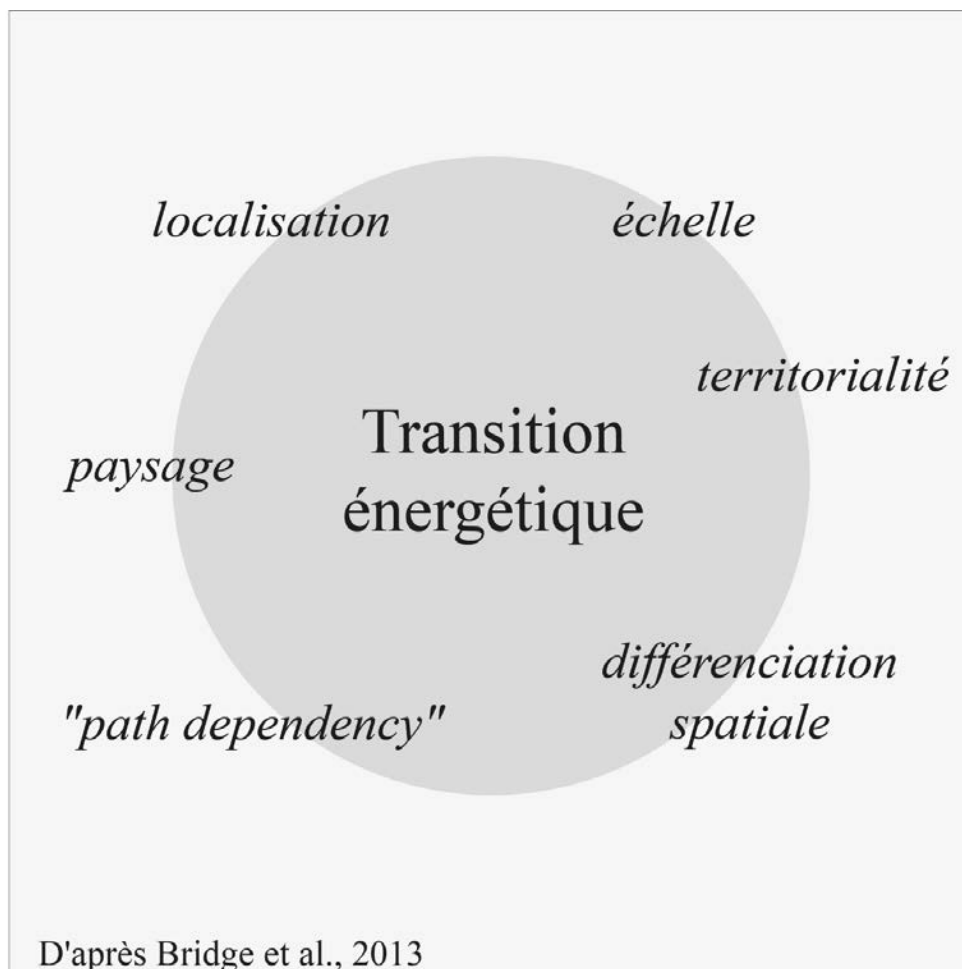 localisation
échelle
territorialité
Transition
énergétique
paysage
différenciation
spatiale
"path dependency"
D'après Bridge et al., 2013